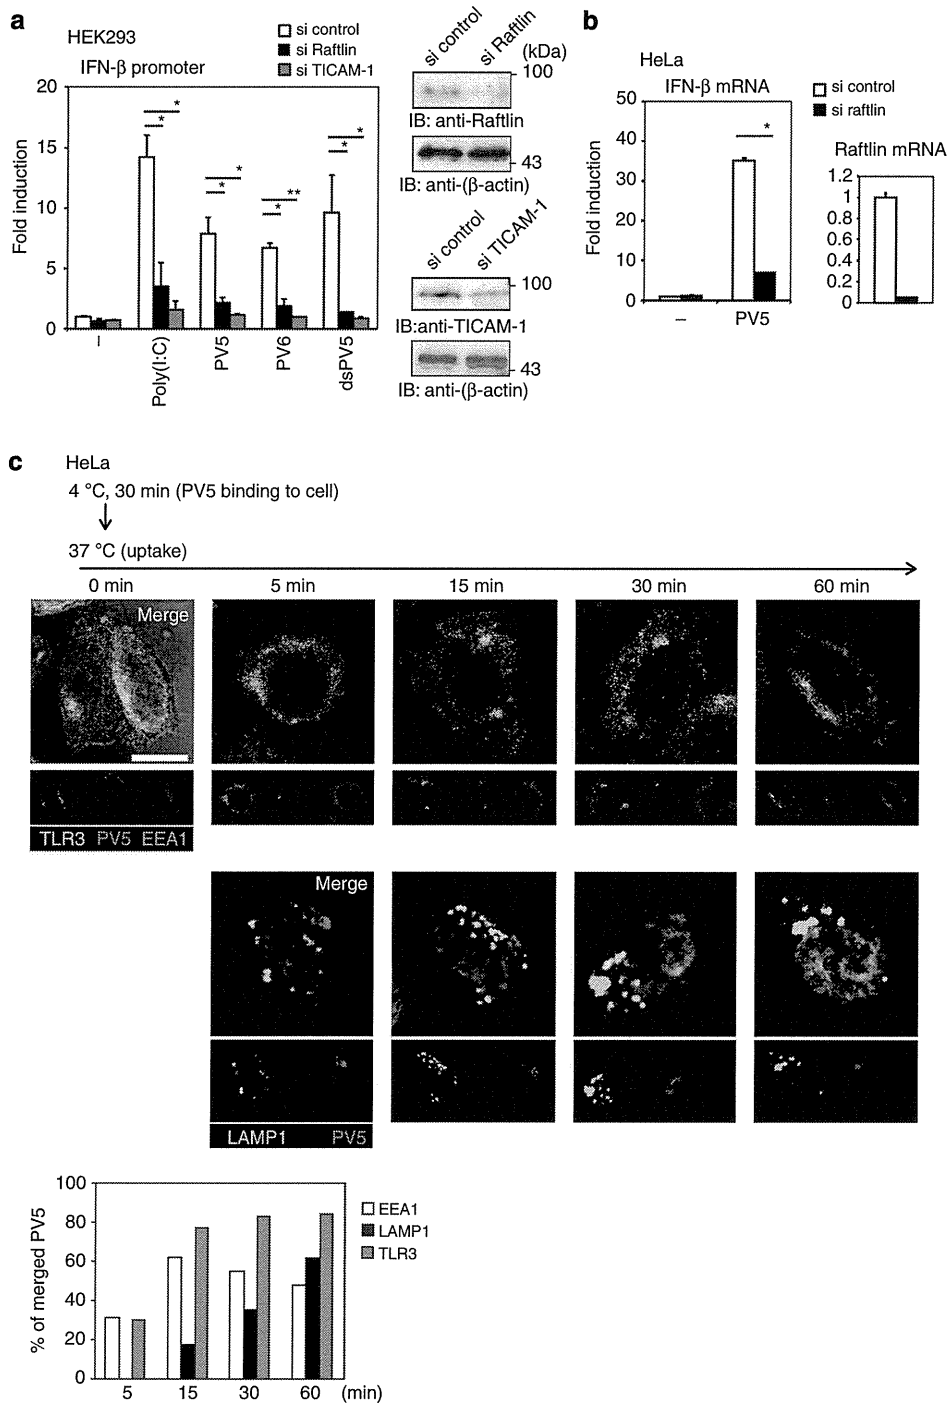 a
HEK293
IFN-β promoter
si control
si Raftlin
si TICAM-1
Fold induction
20
15
10
5
0
* * * * * ** * *
–
Poly(I:C)
PV5
PV6
dsPV5
si control
si Raftlin
(kDa)
100
IB: anti-Raftlin
43
IB: anti-(β-actin)
si control
si TICAM-1
100
IB:anti-TICAM-1
43
IB: anti-(β-actin)
b
HeLa
IFN-β mRNA
si control
si raftlin
Fold induction
50
40
30
20
10
0
*
–
PV5
Raftlin mRNA
1.2
1
0.8
0.6
0.4
0.2
0
c
HeLa
4 °C, 30 min (PV5 binding to cell)
37 °C (uptake)
0 min
5 min
15 min
30 min
60 min
Merge
TLR3 PV5 EEA1
Merge
LAMP1 PV5
% of merged PV5
100
80
60
40
20
0
5
15
30
60
(min)
EEA1
LAMP1
TLR3